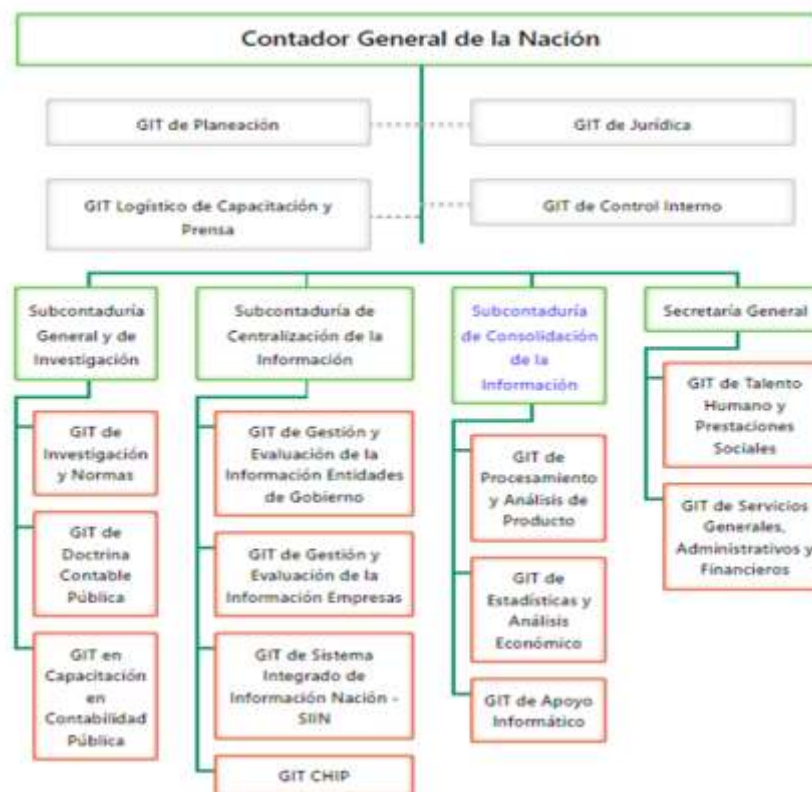 Contador General de la Nación
GIT de Planeación
GIT de Jurídica
GIT Logístico de Capacitación y
Prensa
GIT de Control Interno
Subcontaduría
General y de
Investigación
Subcontaduría de
Centralización de la
Información
Subcontaduría
de Consolidación
de la
Información
Secretaría General
GIT de
Investigación
y Normas
GIT de
Doctrina
Contable
Pública
GIT en
Capacitación
en
Contabilidad
Pública
GIT de Gestión y
Evaluación de la
Información Entidades
de Gobierno
GIT de Gestión y
Evaluación de la
Información Empresas
GIT de Sistema
Integrado de
Información Nación -
SIIN
GIT CHIP
GIT de
Procesamiento
y Análisis de
Producto
GIT de
Estadísticas y
Análisis
Económico
GIT de Apoyo
Informático
GIT de Talento
Humano y
Prestaciones
Sociales
GIT de Servicios
Generales,
Administrativos y
Financieros